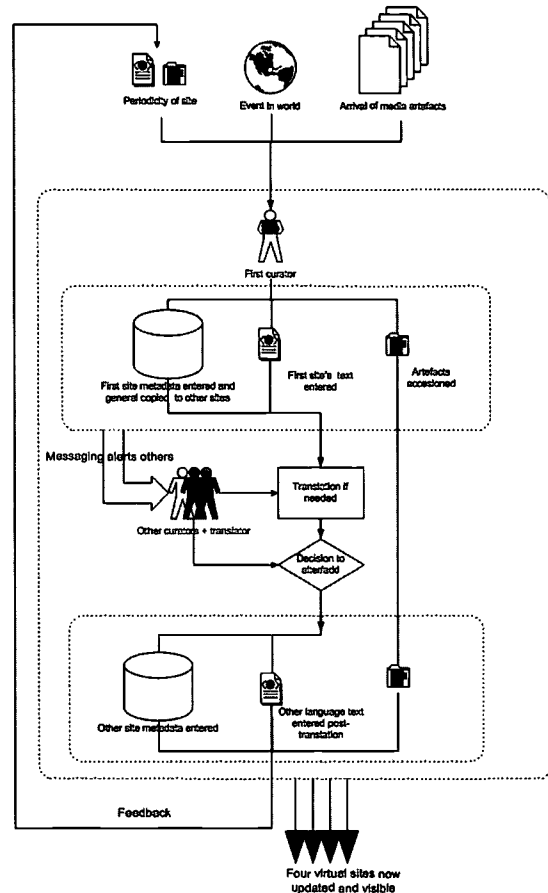 Periodicity of site
Event in world
Arrival of media artefacts
First curator
First site metadata entered and
general copied to other sites
First site's text
entered
Artefacts
accesioned
Messaging alerts others
Other curators + translator
Translation if
needed
Decision to
alter/add
Other site metadata entered
Other language text
entered post-
translation
Feedback
Four virtual sites now
updated and visible